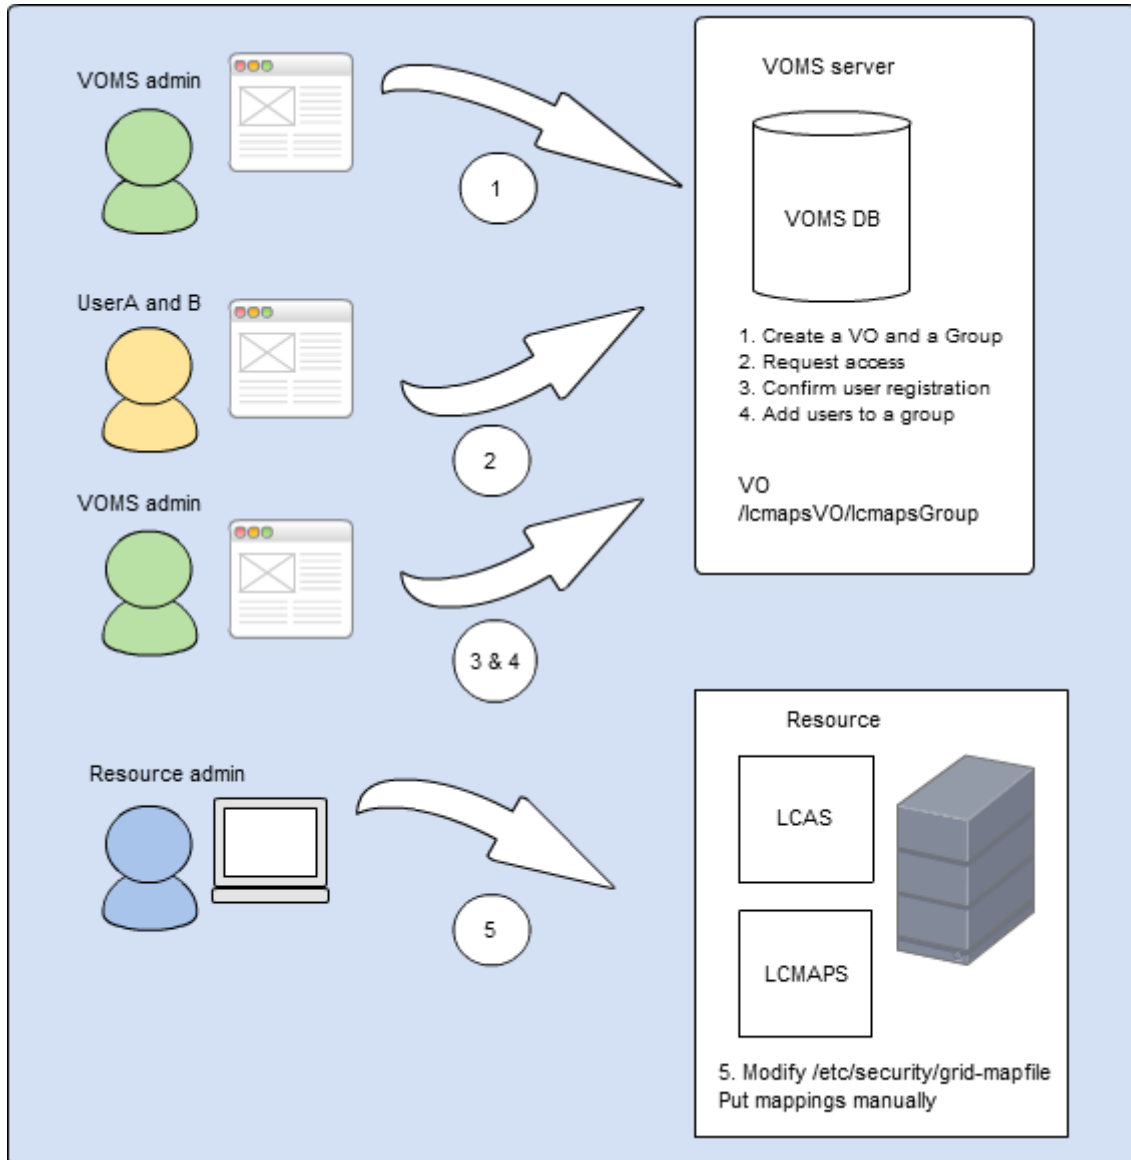 VOMS admin
1
VOMS server
VOMS DB
UserA and B
2
1. Create a VO and a Group
2. Request access
3. Confirm user registration
4. Add users to a group
VOMS admin
3 & 4
VO
/lcmapsVO/lcmapsGroup
Resource admin
5
Resource
LCAS
LCMAPS
5. Modify /etc/security/grid-mapfile
Put mappings manually